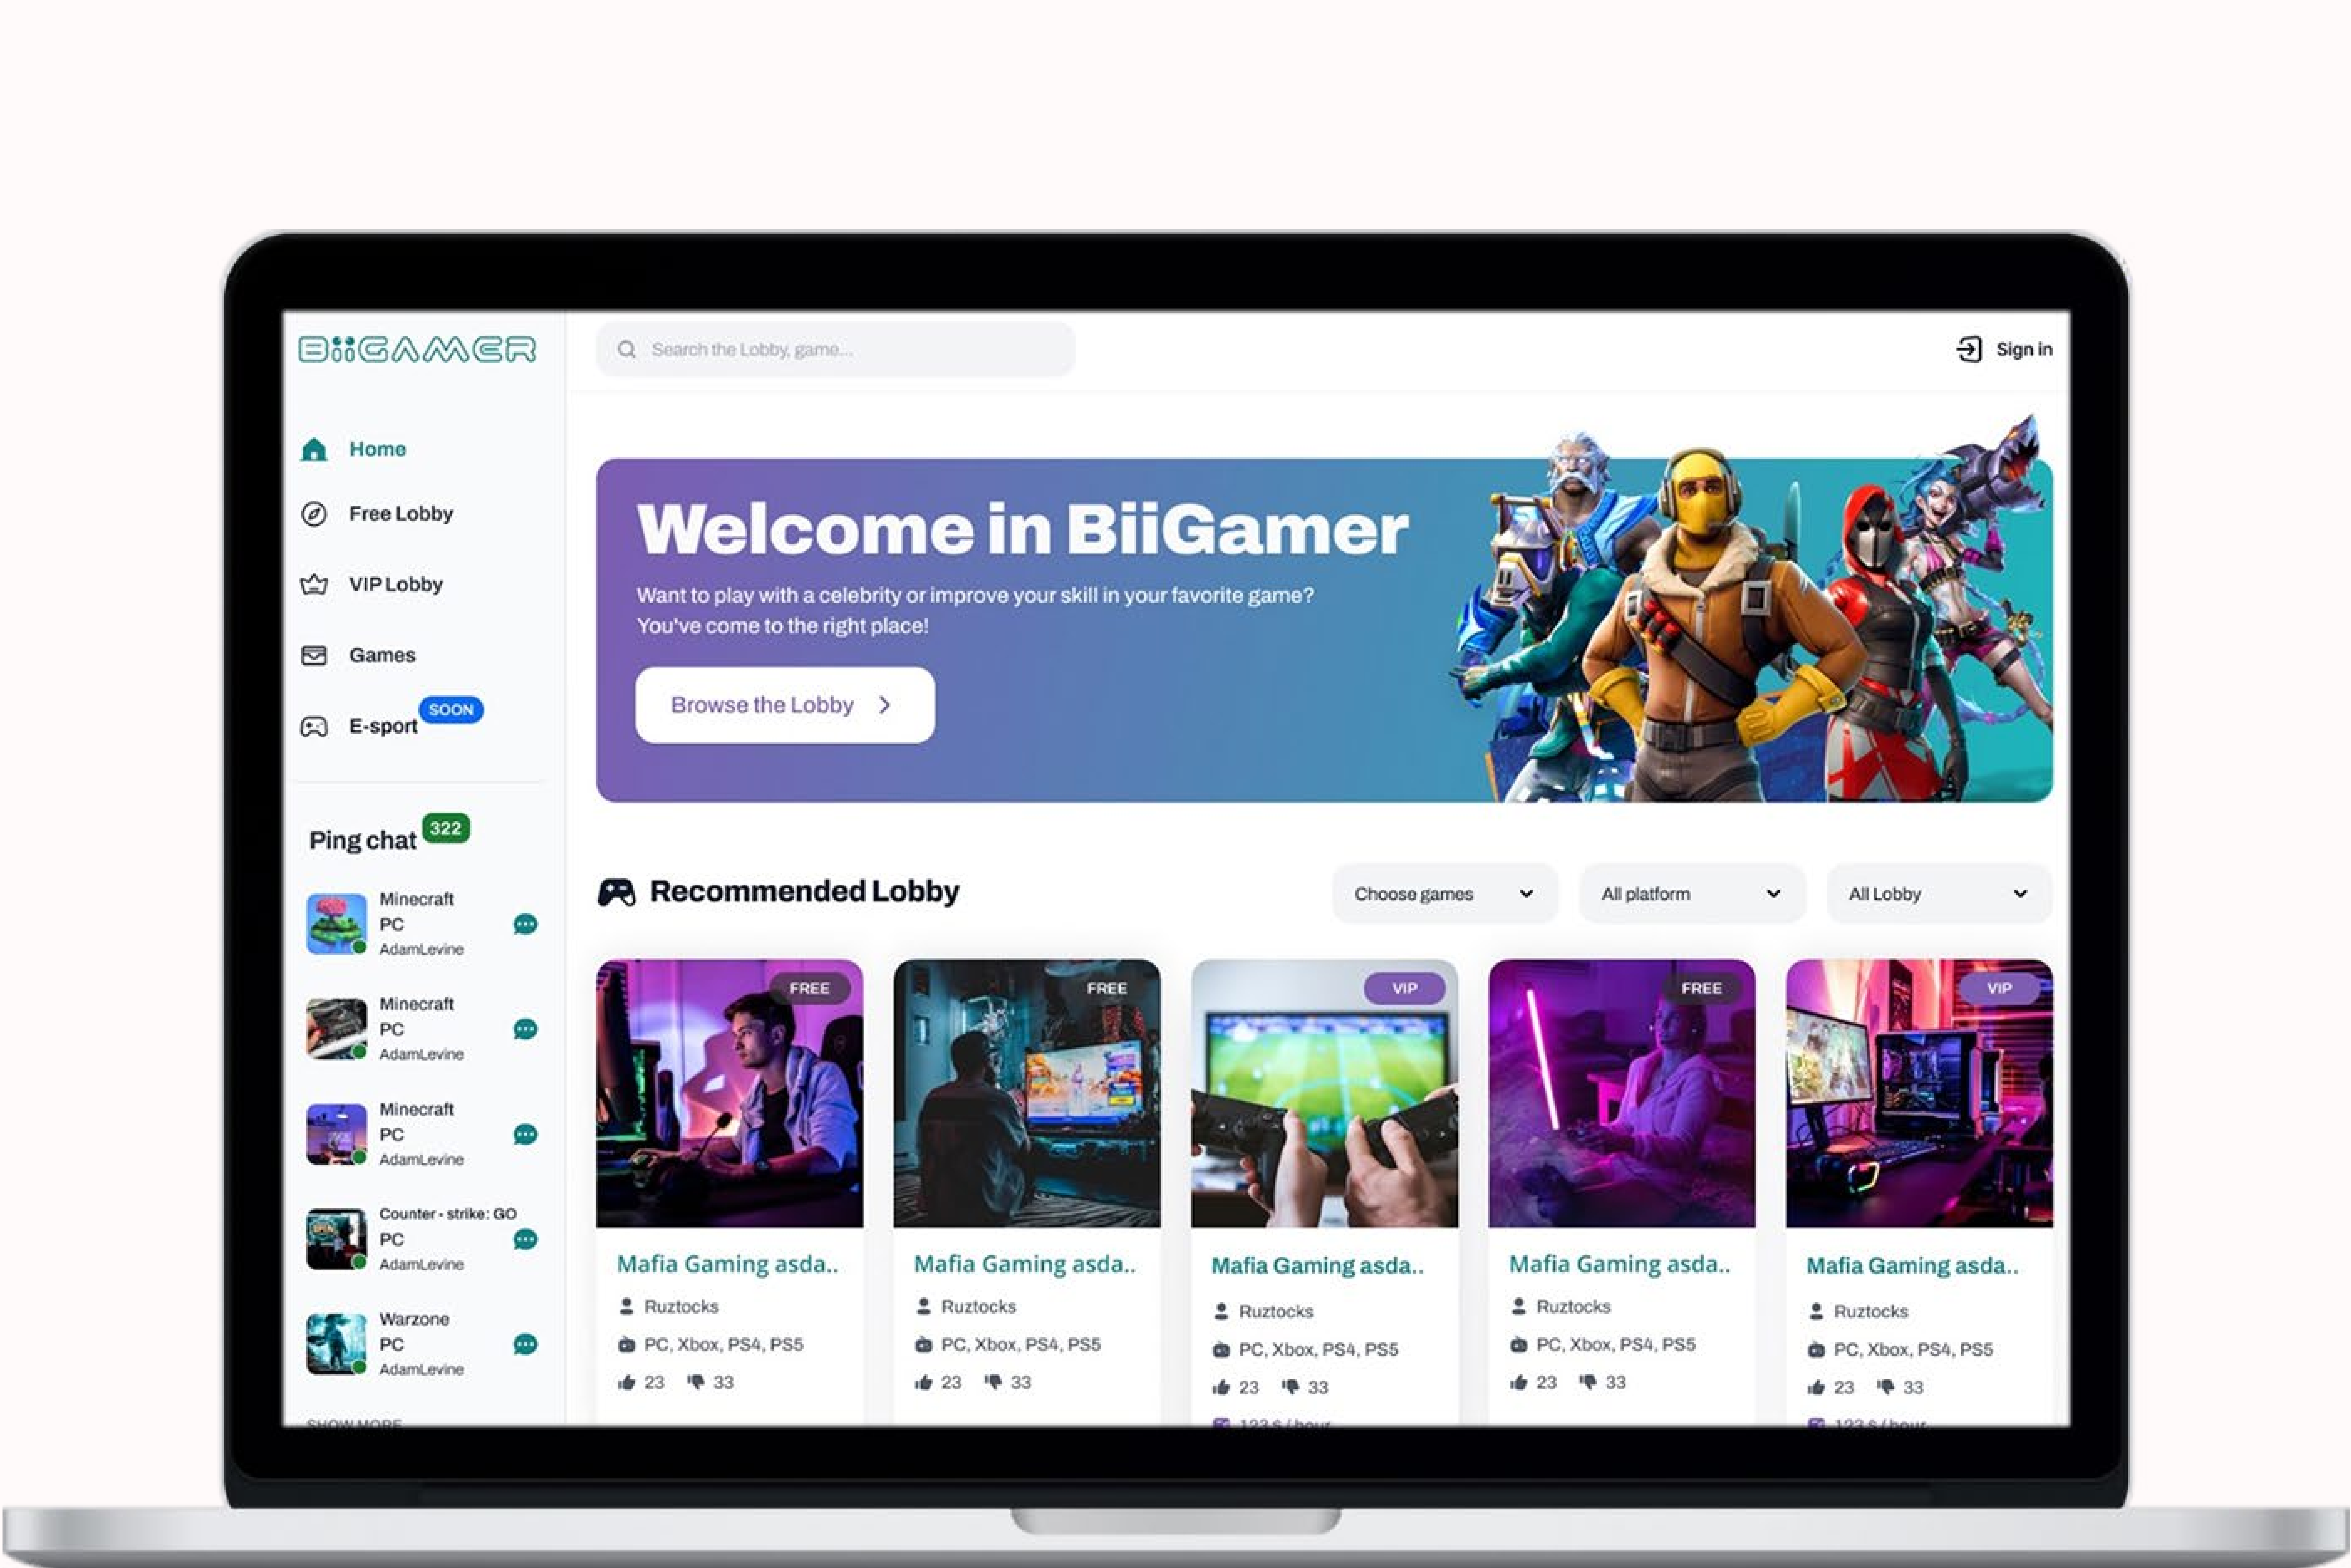 BiiGAMER
Search the Lobby, game...
Sign in
Home
Free Lobby
VIP Lobby
Games
E-sport
SOON
Ping chat
322
Minecraft
PC
AdamLevine
Minecraft
PC
AdamLevine
Minecraft
PC
AdamLevine
Counter - strike: GO
PC
AdamLevine
Warzone
PC
AdamLevine
SHOW MORE
Welcome in BiiGamer
Want to play with a celebrity or improve your skill in your favorite game?
You've come to the right place!
Browse the Lobby
Recommended Lobby
Choose games
All platform
All Lobby
FREE
Mafia Gaming asda..
Ruztocks
PC, Xbox, PS4, PS5
23 33
FREE
Mafia Gaming asda..
Ruztocks
PC, Xbox, PS4, PS5
23 33
VIP
Mafia Gaming asda..
Ruztocks
PC, Xbox, PS4, PS5
23 33
123 $ / hour
FREE
Mafia Gaming asda..
Ruztocks
PC, Xbox, PS4, PS5
23 33
VIP
Mafia Gaming asda..
Ruztocks
PC, Xbox, PS4, PS5
23 33
123 $ / hour